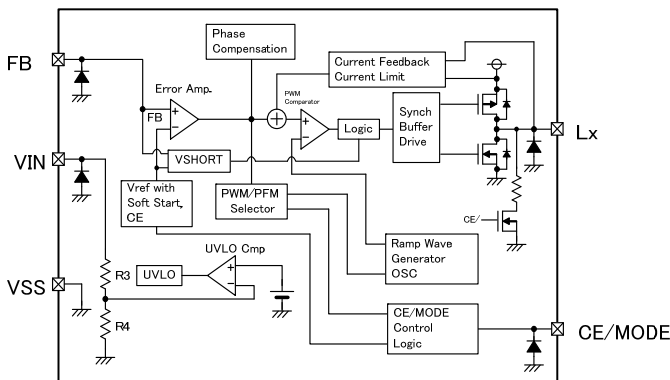 Phase
Compensation
FB
Current Feedback
Current Limit
Error Amp.
PWM
Comparator
FB
Logic
Synch
Buffer
Drive
Lx
VIN
VSHORT
Vref with
Soft Start,
CE
PWM/PFM
Selector
CE/
UVLO Cmp
R3
UVLO
Ramp Wave
Generator
OSC
VSS
R4
CE/MODE
Control
Logic
CE/MODE